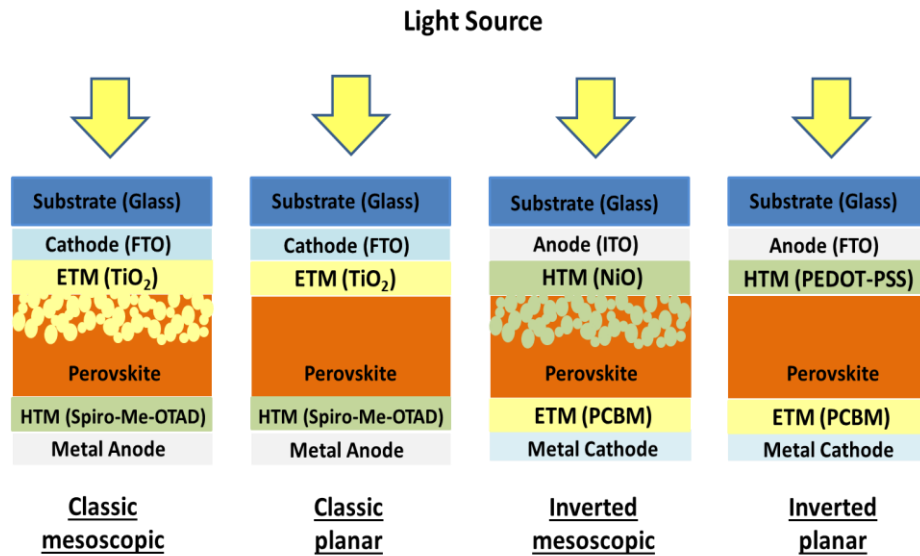 Light Source
Substrate (Glass)
Cathode (FTO)
ETM (TiO₂)
Perovskite
HTM (Spiro-Me-OTAD)
Metal Anode
Classic
mesoscopic
Substrate (Glass)
Cathode (FTO)
ETM (TiO₂)
Perovskite
HTM (Spiro-Me-OTAD)
Metal Anode
Classic
planar
Substrate (Glass)
Anode (ITO)
HTM (NiO)
Perovskite
ETM (PCBM)
Metal Cathode
Inverted
mesoscopic
Substrate (Glass)
Anode (FTO)
HTM (PEDOT-PSS)
Perovskite
ETM (PCBM)
Metal Cathode
Inverted
planar